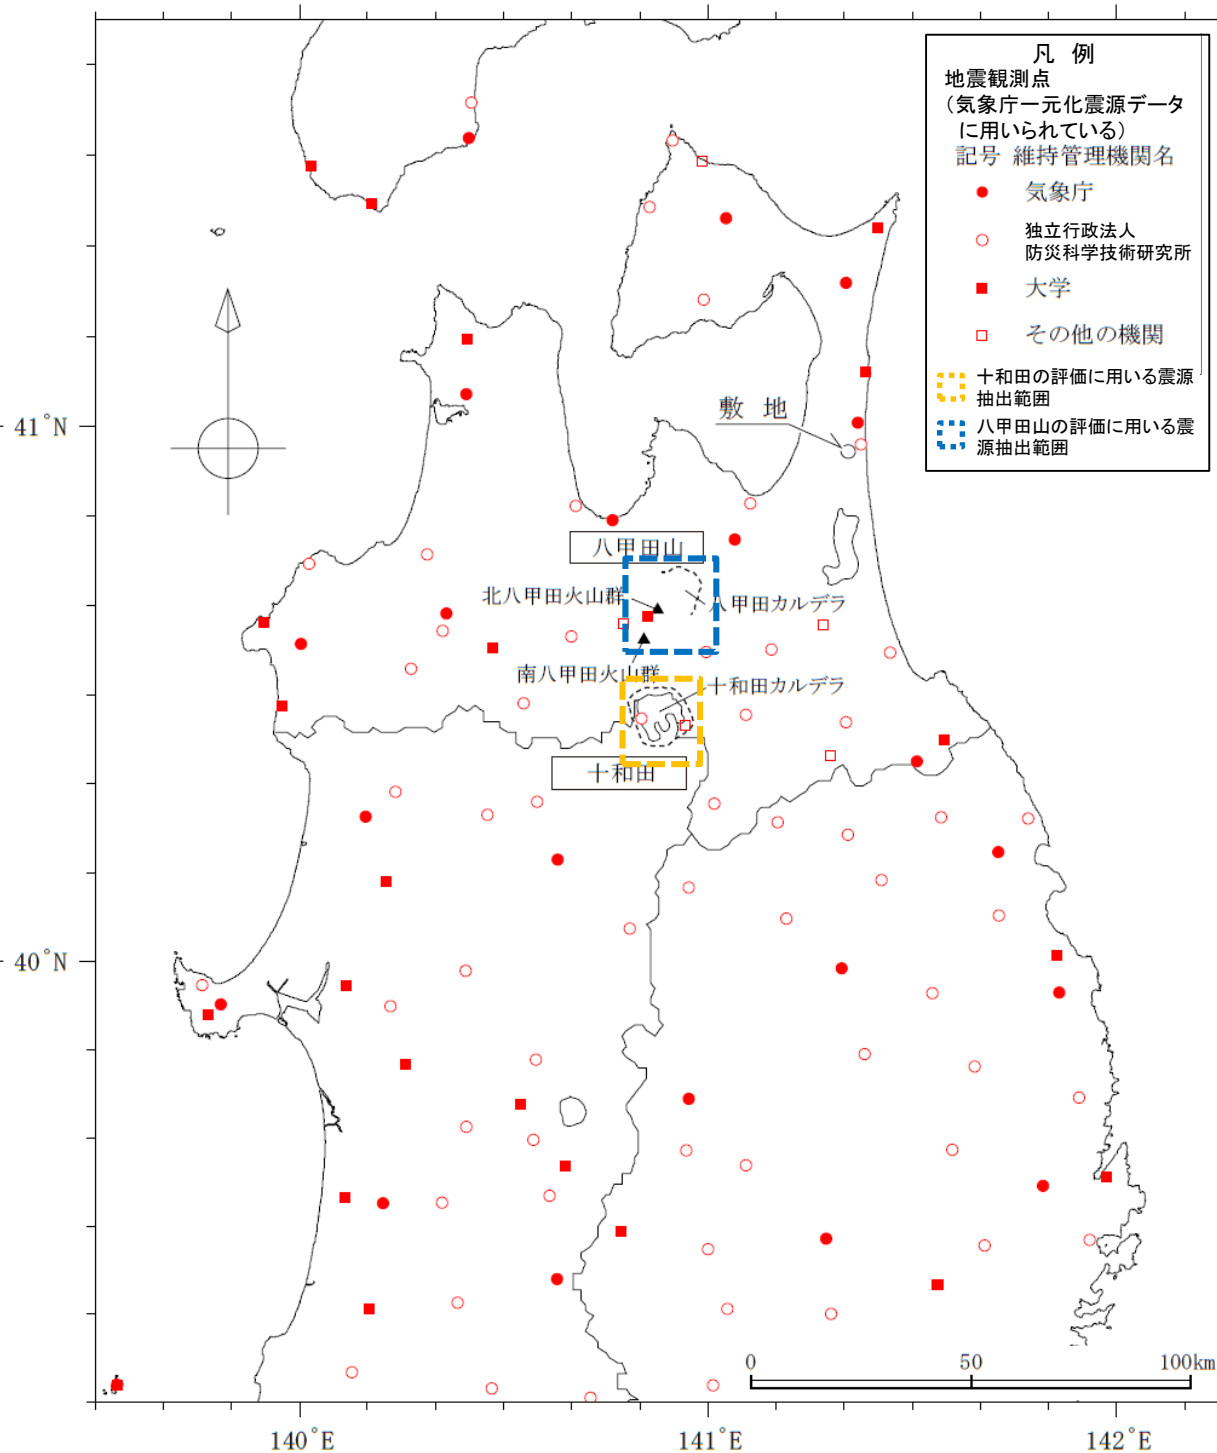 凡 例
地震観測点
(気象庁一元化震源データ
に用いられている)
記号 維持管理機関名
気象庁
独立行政法人
防災科学技術研究所
大学
その他の機関
十和田の評価に用いる震源
抽出範囲
八甲田山の評価に用いる震
源抽出範囲
41°N
敷 地
八甲田山
北八甲田火山群
八甲田カルデラ
南八甲田火山群
十和田カルデラ
十和田
40°N
0 50 100km
140°E 141°E 142°E